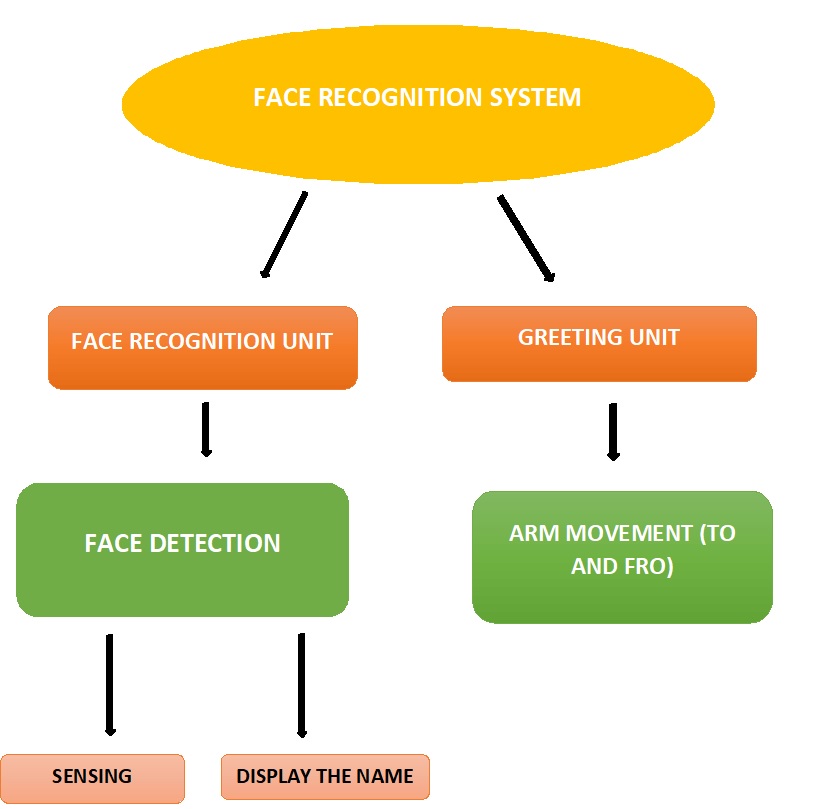 FACE RECOGNITION SYSTEM
FACE RECOGNITION UNIT
GREETING UNIT
FACE DETECTION
ARM MOVEMENT (TO
AND FRO)
SENSING
DISPLAY THE NAME